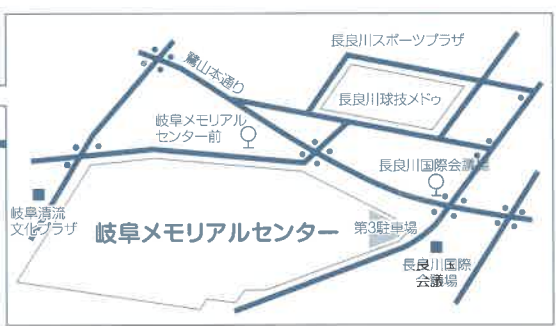 長良川スポーツプラザ
鷺山本通り
長良川球技メドゥ
岐阜メモリアル
センター前
長良川国際会議場
岐阜清流
文化プラザ
岐阜メモリアルセンター
第3駐車場
長良川国際
会議場